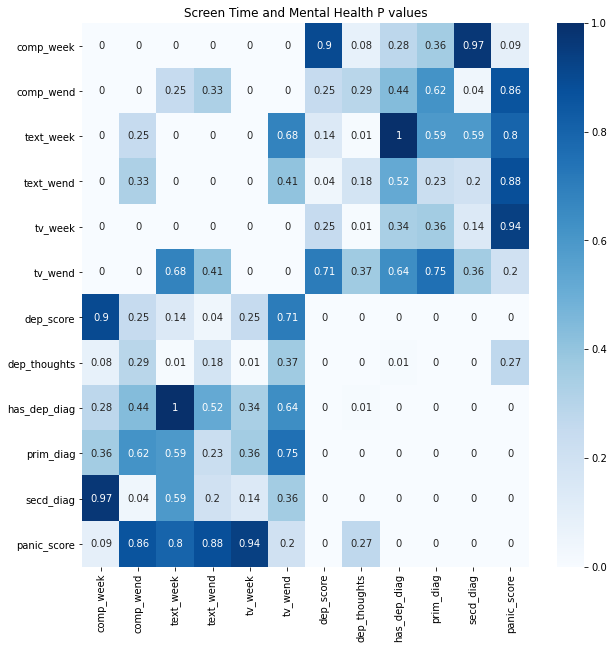 Screen Time and Mental Health P values
comp_week 0 0 0 0 0 0 0.9 0.08 0.28 0.36 0.97 0.09
comp_wend 0 0 0.25 0.33 0 0 0.25 0.29 0.44 0.62 0.04 0.86
text_week 0 0.25 0 0 0 0.68 0.14 0.01 1 0.59 0.59 0.8
text_wend 0 0.33 0 0 0 0.41 0.04 0.18 0.52 0.23 0.2 0.88
tv_week 0 0 0 0 0 0 0.25 0.01 0.34 0.36 0.14 0.94
tv_wend 0 0 0.68 0.41 0 0 0.71 0.37 0.64 0.75 0.36 0.2
dep_score 0.9 0.25 0.14 0.04 0.25 0.71 0 0 0 0 0 0
dep_thoughts 0.08 0.29 0.01 0.18 0.01 0.37 0 0 0.01 0 0 0.27
has_dep_diag 0.28 0.44 1 0.52 0.34 0.64 0 0.01 0 0 0 0
prim_diag 0.36 0.62 0.59 0.23 0.36 0.75 0 0 0 0 0 0
secd_diag 0.97 0.04 0.59 0.2 0.14 0.36 0 0 0 0 0 0
panic_score 0.09 0.86 0.8 0.88 0.94 0.2 0 0.27 0 0 0 0
comp_week comp_wend text_week text_wend tv_week tv_wend dep_score dep_thoughts has_dep_diag prim_diag secd_diag panic_score
1.0
0.8
0.6
0.4
0.2
0.0